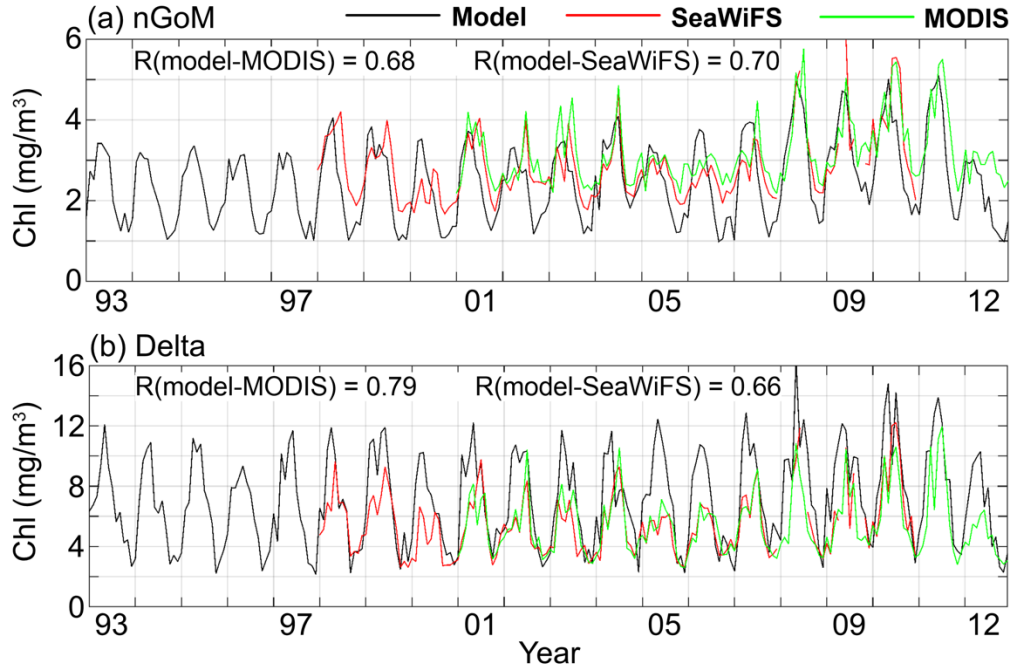 (a) nGoM
Model
SeaWiFS
MODIS
R(model-MODIS) = 0.68
R(model-SeaWiFS) = 0.70
Chl (mg/m³)
6
4
2
0
93
97
01
05
09
12
(b) Delta
R(model-MODIS) = 0.79
R(model-SeaWiFS) = 0.66
Chl (mg/m³)
16
12
8
4
0
93
97
01
05
09
12
Year